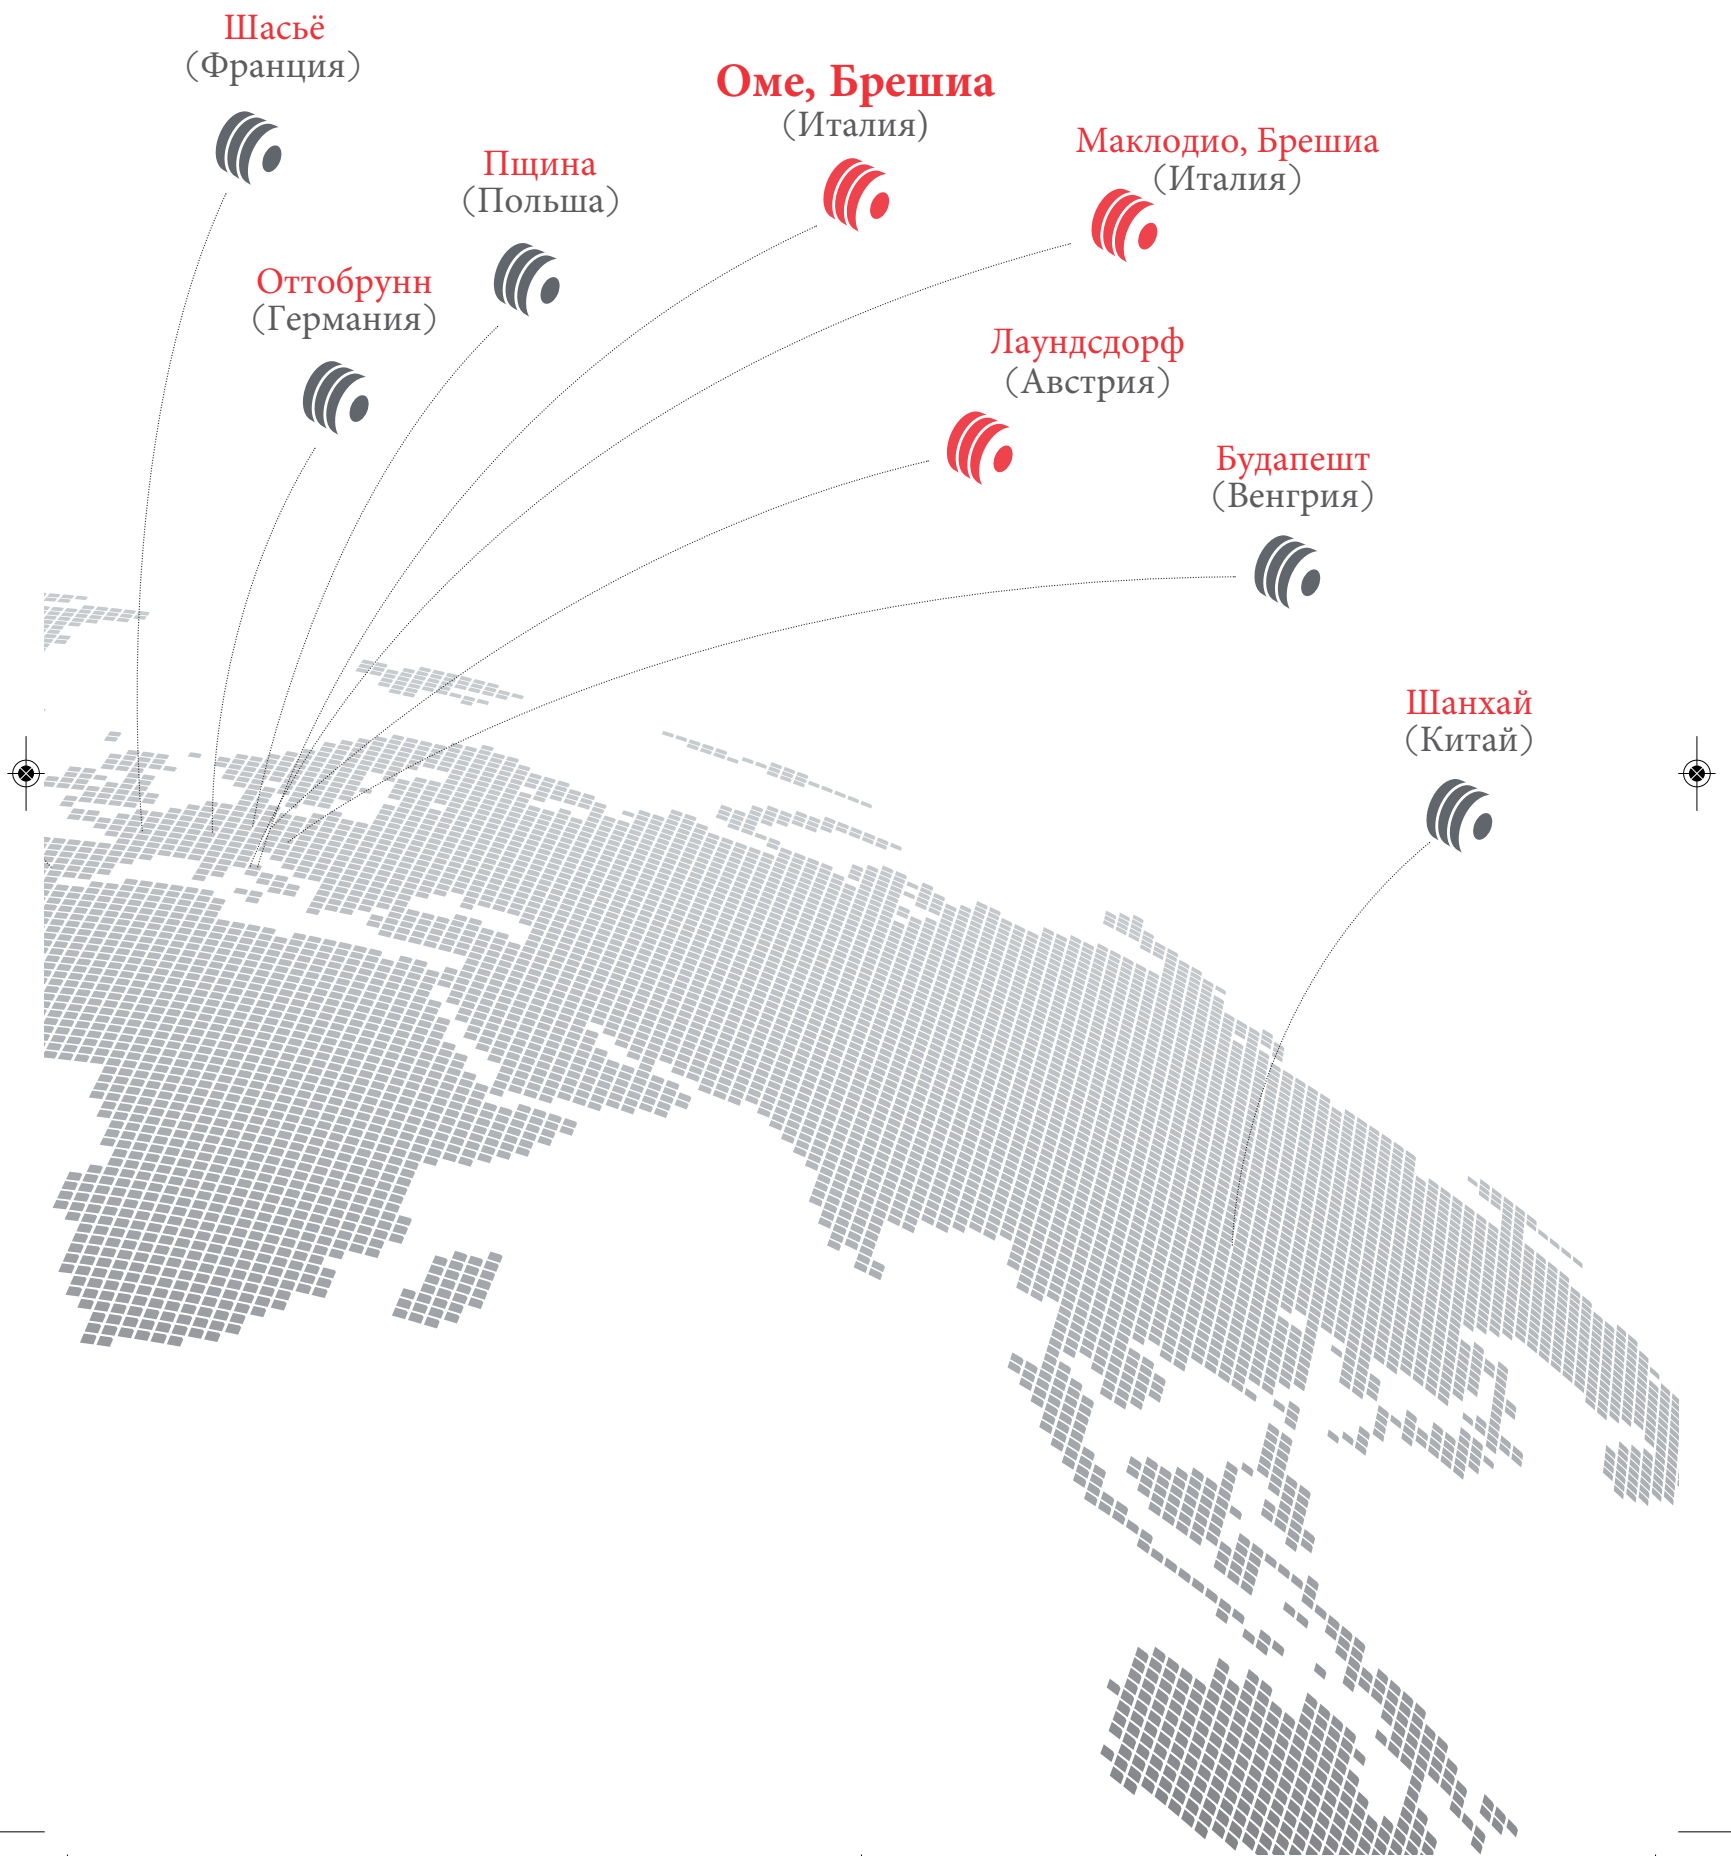 Шасьё
(Франция)
Оме, Брешиа
(Италия)
Маклодио, Брешиа
(Италия)
Пщина
(Польша)
Оттобрунн
(Германия)
Лаундсдорф
(Австрия)
Будапешт
(Венгрия)
Шанхай
(Китай)